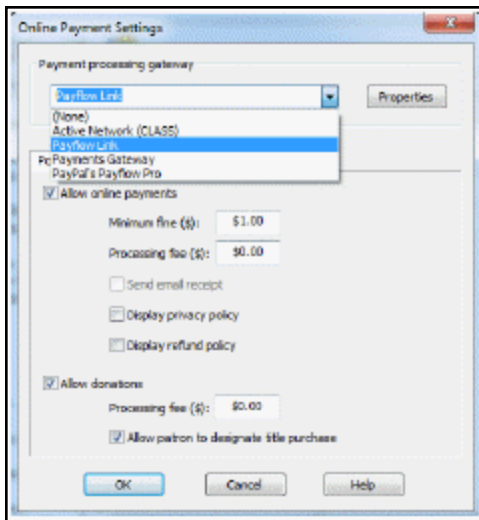 Online Payment Settings
Payment processing gateway
Payflow Link
Properties
(None)
Active Network (CLASS)
Payflow Link
Payments Gateway
PayPal's Payflow Pro
Allow online payments
Minimum fine ($): $1.00
Processing fee ($): $0.00
Send email receipt
Display privacy policy
Display refund policy
Allow donations
Processing fee ($): $0.00
Allow patron to designate title purchase
OK Cancel Help